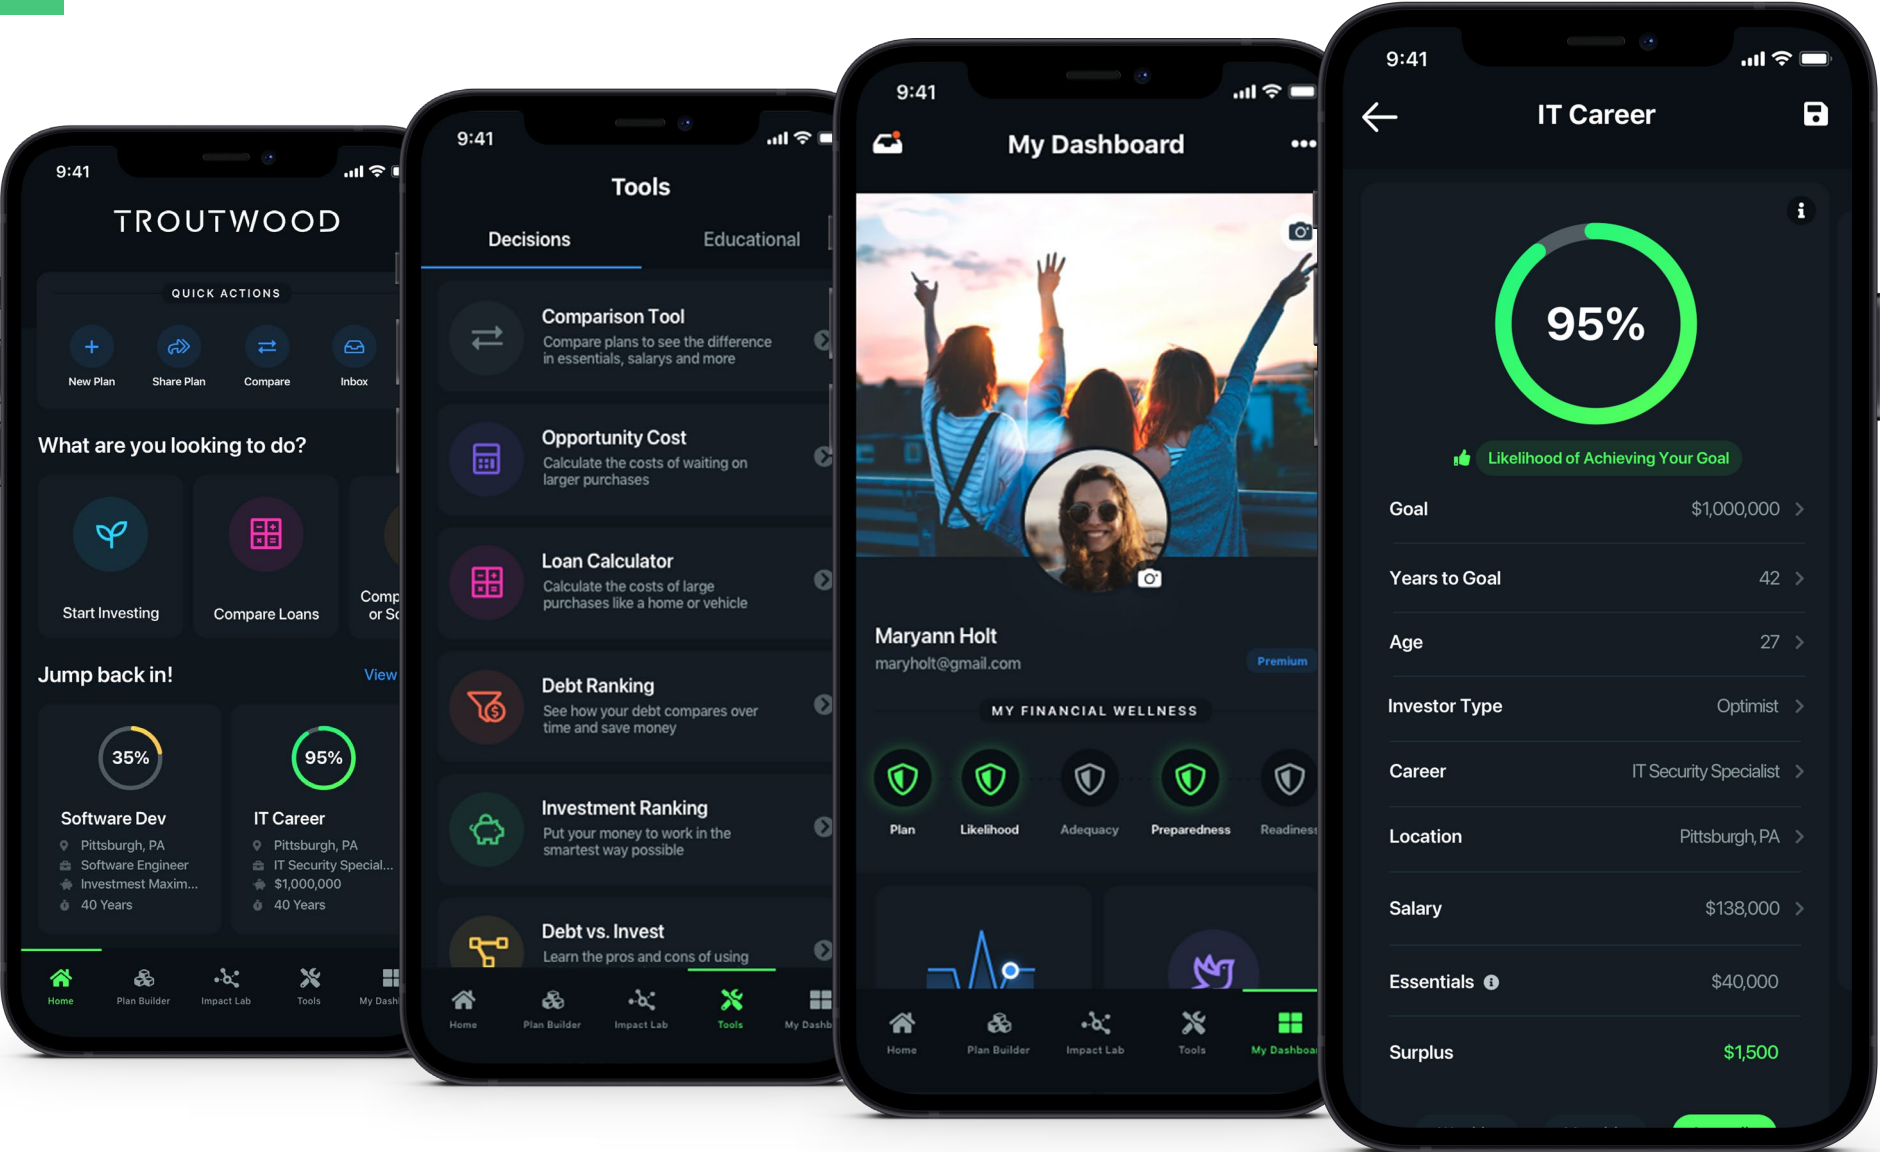 9:41
TROUTWOOD
QUICK ACTIONS
New Plan
Share Plan
Compare
Inbox
What are you looking to do?
Start Investing
Compare Loans
Jump back in!
View
35%
Software Dev
Pittsburgh, PA
Software Engineer
Investmest Maxim...
40 Years
95%
IT Career
Pittsburgh, PA
IT Security Special...
$1,000,000
40 Years
Home
Plan Builder
Impact Lab
Tools
My Dash
9:41
Tools
Decisions
Educational
Comparison Tool
Compare plans to see the difference
in essentials, salarys and more
Opportunity Cost
Calculate the costs of waiting on
larger purchases
Loan Calculator
Calculate the costs of large
purchases like a home or vehicle
Debt Ranking
See how your debt compares over
time and save money
Investment Ranking
Put your money to work in the
smartest way possible
Debt vs. Invest
Learn the pros and cons of using
Home
Plan Builder
Impact Lab
Tools
My Dashb
9:41
My Dashboard
Maryann Holt
maryholt@gmail.com
Premium
MY FINANCIAL WELLNESS
Plan
Likelihood
Adequacy
Preparedness
Readiness
Home
Plan Builder
Impact Lab
Tools
My Dashboa
9:41
IT Career
95%
Likelihood of Achieving Your Goal
Goal $1,000,000
Years to Goal 42
Age 27
Investor Type Optimist
Career IT Security Specialist
Location Pittsburgh, PA
Salary $138,000
Essentials $40,000
Surplus $1,500